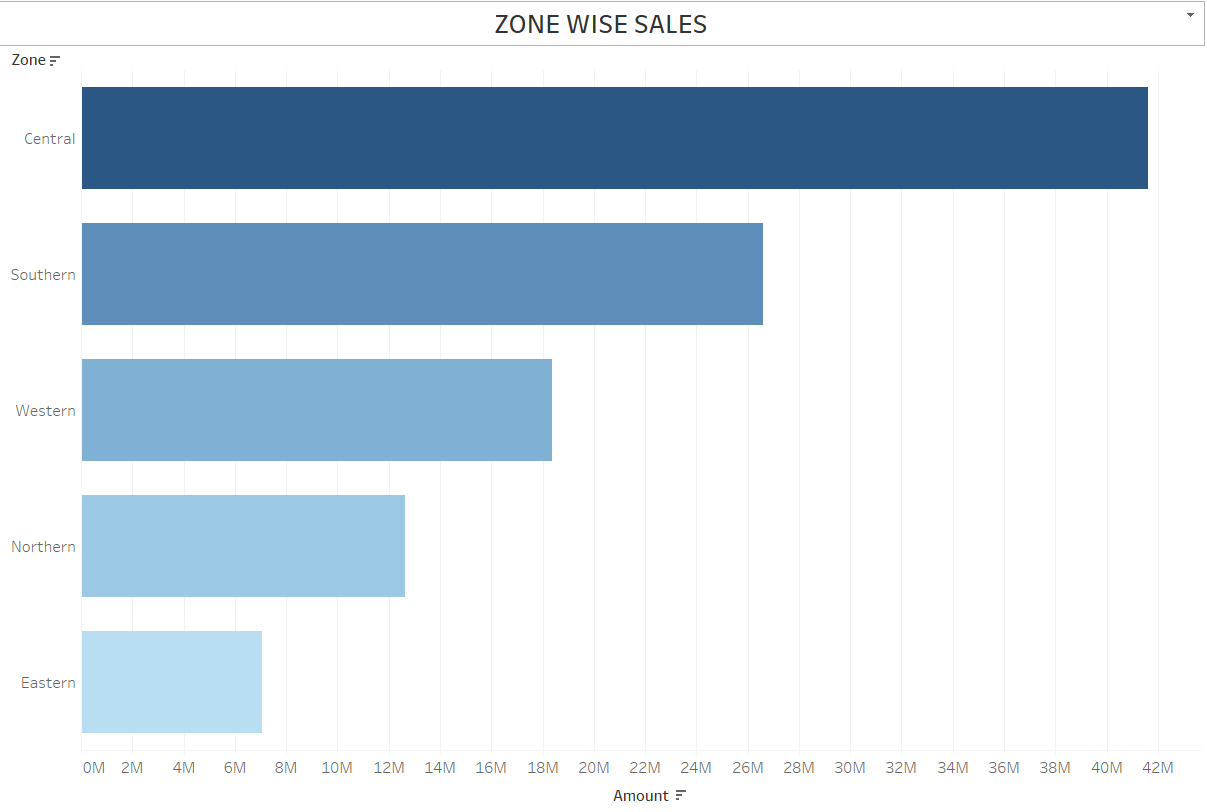 ZONE WISE SALES
Zone
Central
Southern
Western
Northern
Eastern
0M 2M 4M 6M 8M 10M 12M 14M 16M 18M 20M 22M 24M 26M 28M 30M 32M 34M 36M 38M 40M 42M
Amount